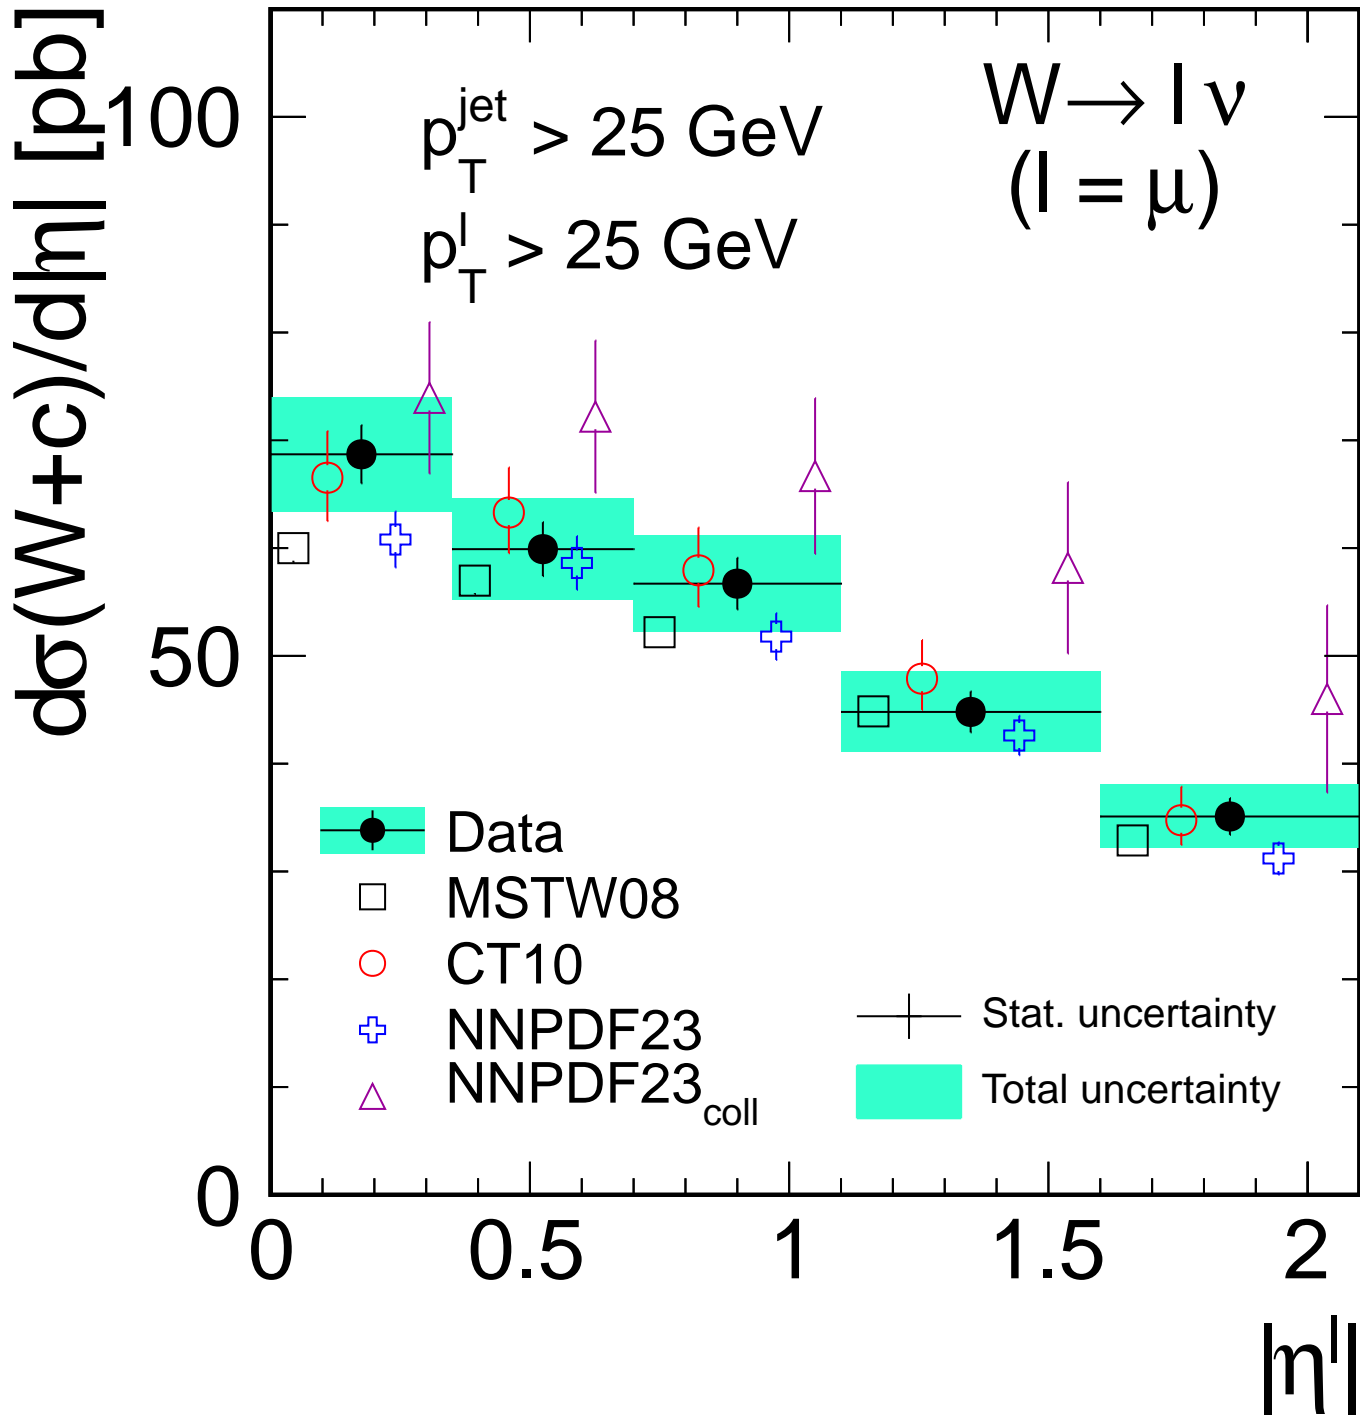 dσ(W+c)/d|η| [pb]
100
50
0
p_T^jet > 25 GeV
p_T^l > 25 GeV
W→ l ν
(l = μ)
Data
MSTW08
CT10
NNPDF23
NNPDF23_coll
Stat. uncertainty
Total uncertainty
0 0.5 1 1.5 2
|η^l|